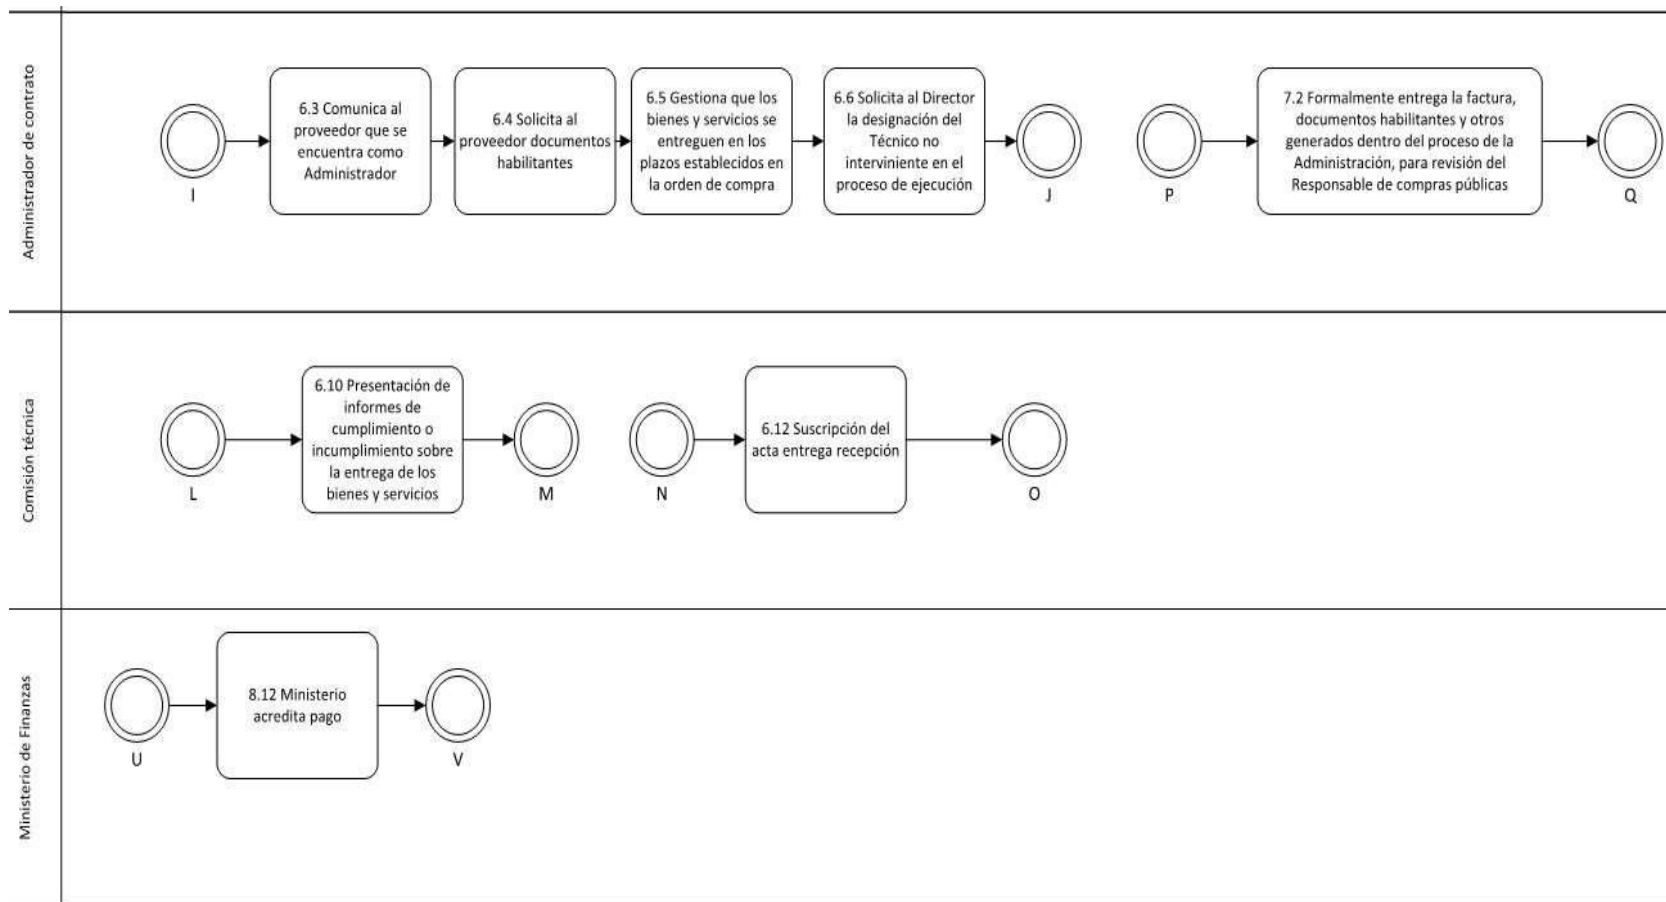 Administrador de contrato
6.3 Comunica al
proveedor que se
encuentra como
Administrador
6.4 Solicita al
proveedor documentos
habilitantes
6.5 Gestiona que los
bienes y servicios se
entreguen en los
plazos establecidos en
la orden de compra
6.6 Solicita al Director
la designación del
Técnico no
interviniente en el
proceso de ejecución
7.2 Formalmente entrega la factura,
documentos habilitantes y otros
generados dentro del proceso de la
Administración, para revisión del
Responsable de compras públicas
I
J
P
Q
Comisión técnica
6.10 Presentación de
informes de
cumplimiento o
incumplimiento sobre
la entrega de los
bienes y servicios
6.12 Suscripción del
acta entrega recepción
L
M
N
O
Ministerio de Finanzas
8.12 Ministerio
acredita pago
U
V